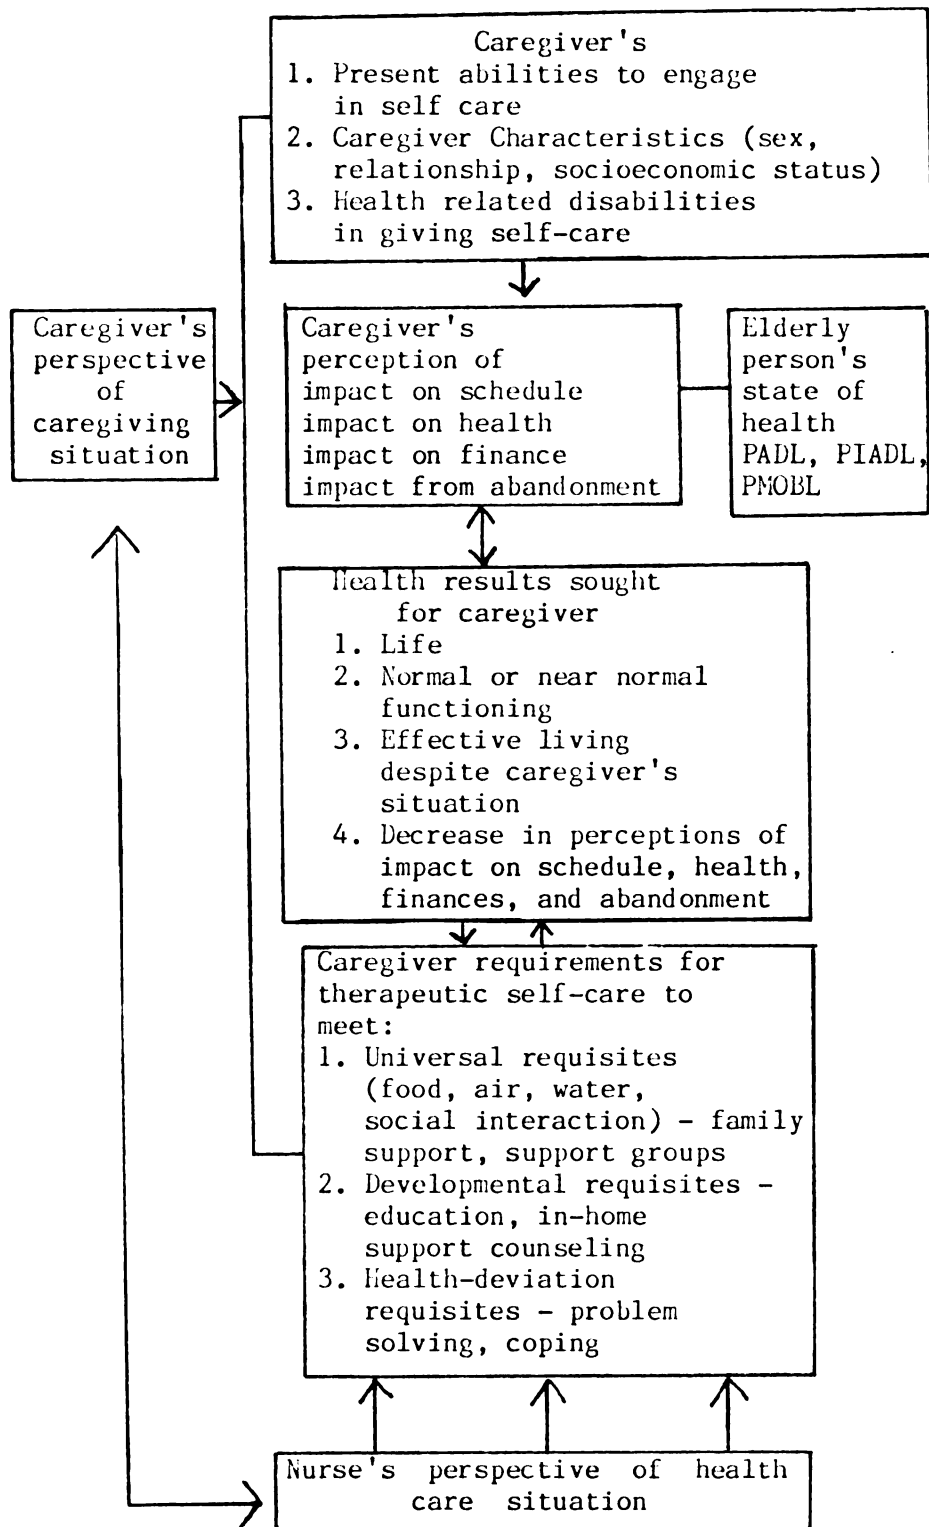 Caregiver's
1. Present abilities to engage
in self care
2. Caregiver Characteristics (sex,
relationship, socioeconomic status)
3. Health related disabilities
in giving self-care
Caregiver's
perspective
of
caregiving
situation
Caregiver's
perception of
impact on schedule
impact on health
impact on finance
impact from abandonment
Elderly
person's
state of
health
PADL, PIADL,
PMOBL
Health results sought
for caregiver
1. Life
2. Normal or near normal
functioning
3. Effective living
despite caregiver's
situation
4. Decrease in perceptions of
impact on schedule, health,
finances, and abandonment
Caregiver requirements for
therapeutic self-care to
meet:
1. Universal requisites
(food, air, water,
social interaction) - family
support, support groups
2. Developmental requisites -
education, in-home
support counseling
3. Health-deviation
requisites - problem
solving, coping
Nurse's perspective of health
care situation